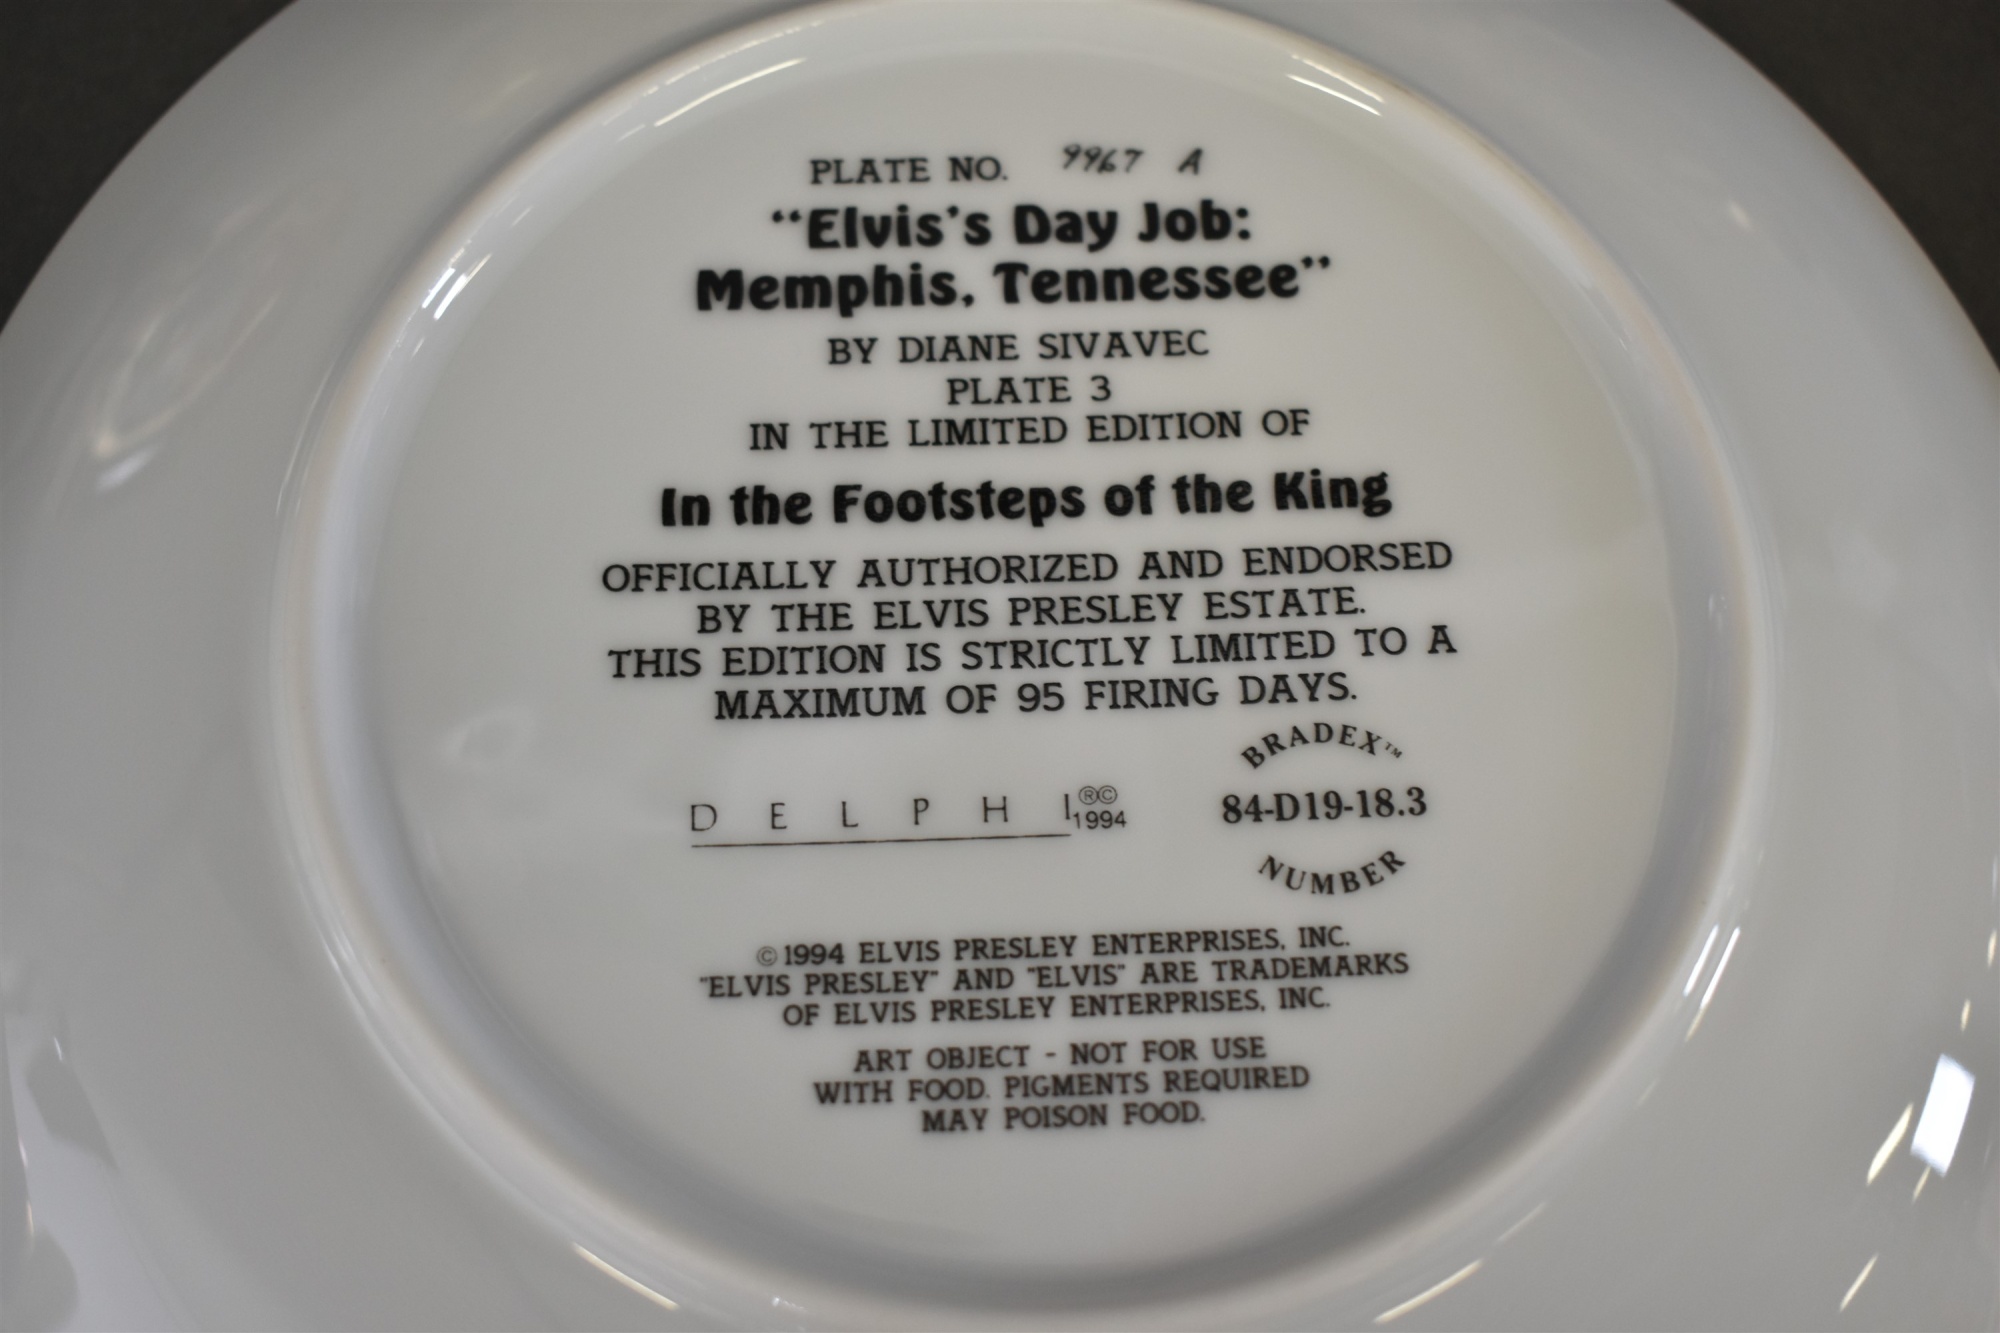 PLATE NO. 9967 A
“Elvis's Day Job:
Memphis, Tennessee”
BY DIANE SIVAVEC
PLATE 3
IN THE LIMITED EDITION OF
In the Footsteps of the King
OFFICIALLY AUTHORIZED AND ENDORSED
BY THE ELVIS PRESLEY ESTATE.
THIS EDITION IS STRICTLY LIMITED TO A
MAXIMUM OF 95 FIRING DAYS.
DELPHI®© 1994
BRADEX™
84-D19-18.3
NUMBER
©1994 ELVIS PRESLEY ENTERPRISES, INC.
"ELVIS PRESLEY" AND "ELVIS" ARE TRADEMARKS
OF ELVIS PRESLEY ENTERPRISES, INC.
ART OBJECT - NOT FOR USE
WITH FOOD. PIGMENTS REQUIRED
MAY POISON FOOD.